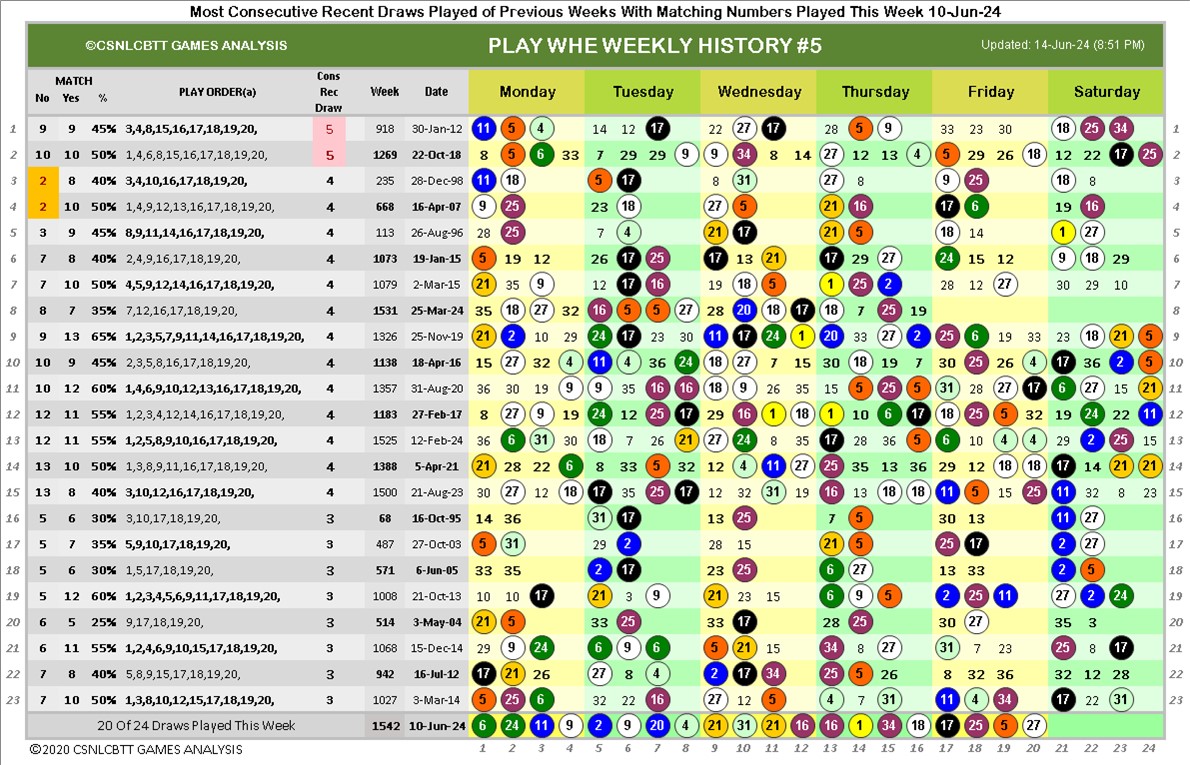 Most Consecutive Recent Draws Played of Previous Weeks With Matching Numbers Played This Week 10-Jun-24
©CSNLCBTT GAMES ANALYSIS PLAY WHE WEEKLY HISTORY #5 Updated: 14-Jun-24 (8:51 PM)
No MATCH Yes % PLAY ORDER(a) Cons Rec Draw Week Date Monday Tuesday Wednesday Thursday Friday Saturday
1 9 9 45% 3,4,8,15,16,17,18,19,20, 5 918 30-Jan-12 11 5 4 14 12 17 22 27 17 28 5 9 33 23 30 18 25 34 1
2 10 10 50% 1,4,6,8,15,16,17,18,19,20, 5 1269 22-Oct-18 8 5 6 33 7 29 29 9 9 34 8 14 27 12 13 4 5 29 26 18 12 22 17 25 2
3 2 8 40% 3,4,10,16,17,18,19,20, 4 235 28-Dec-98 11 18 5 17 8 31 27 8 9 25 18 8 3
4 2 10 50% 1,4,9,12,13,16,17,18,19,20, 4 668 16-Apr-07 9 25 23 18 27 5 21 16 17 6 19 16 4
5 3 9 45% 8,9,11,14,16,17,18,19,20, 4 113 26-Aug-96 28 25 7 4 21 17 21 5 18 14 1 27 5
6 7 8 40% 2,4,9,16,17,18,19,20, 4 1073 19-Jan-15 5 19 12 26 17 25 17 13 21 17 29 27 24 15 12 9 18 29 6
7 7 10 50% 4,5,9,12,14,16,17,18,19,20, 4 1079 2-Mar-15 21 35 9 12 17 16 19 18 5 1 25 2 28 12 27 30 29 10 7
8 7 35% 7,12,16,17,18,19,20, 4 1531 25-Mar-24 35 18 27 32 16 5 5 27 28 20 18 17 18 7 25 19 8
9 13 65% 1,2,3,5,7,9,11,14,16,17,18,19,20, 4 1326 25-Nov-19 21 2 10 29 24 17 23 30 11 17 24 1 20 33 27 2 25 6 19 33 23 18 21 5 9
10 10 9 45% 2,3,5,8,16,17,18,19,20, 4 1138 18-Apr-16 15 27 32 4 11 4 36 24 18 27 7 15 30 18 19 7 30 25 26 4 17 36 2 5 10
11 10 12 60% 1,4,6,9,10,12,13,16,17,18,19,20, 4 1357 31-Aug-20 36 30 19 9 9 35 16 16 18 9 26 35 15 5 25 5 31 28 27 17 6 27 15 21 11
12 12 11 55% 1,2,3,4,12,14,16,17,18,19,20, 4 1183 27-Feb-17 8 27 9 19 24 12 25 17 29 16 1 18 1 10 6 17 18 25 5 32 19 24 22 11 12
13 12 11 55% 1,2,5,8,9,10,16,17,18,19,20, 4 1525 12-Feb-24 36 6 31 30 18 7 26 21 27 24 8 13 17 28 36 5 6 10 4 4 29 2 25 15 13
14 13 10 50% 1,3,8,9,11,16,17,18,19,20, 4 1388 5-Apr-21 21 28 22 6 8 33 5 32 12 4 11 27 25 35 13 36 29 12 18 18 17 14 21 21 14
15 13 8 40% 3,10,12,16,17,18,19,20, 4 1500 21-Aug-23 30 27 12 18 17 35 25 17 12 32 31 19 16 13 18 18 11 5 15 25 11 32 8 23 15
16 6 30% 3,10,17,18,19,20, 3 68 16-Oct-95 14 36 31 17 13 25 7 5 30 13 11 27 16
17 5 7 35% 5,9,10,17,18,19,20, 3 487 27-Oct-03 5 31 29 2 28 15 21 5 25 17 2 27 17
18 5 6 30% 1,5,17,18,19,20, 3 571 6-Jun-05 33 35 2 17 23 25 6 27 13 33 2 5 18
19 5 12 60% 1,2,3,4,5,6,9,11,17,18,19,20, 3 1008 21-Oct-13 10 10 17 21 3 9 21 23 15 6 9 5 2 25 11 27 2 24 19
20 6 5 25% 9,17,18,19,20, 3 514 3-May-04 21 5 33 25 33 17 28 25 30 27 35 3 20
21 6 11 55% 1,2,4,6,9,10,15,17,18,19,20, 3 1068 15-Dec-14 29 9 24 6 9 6 5 21 15 34 8 27 31 7 23 25 8 17 21
22 7 8 40% 5,8,9,15,17,18,19,20, 3 942 16-Jul-12 17 21 26 27 8 4 2 17 34 25 5 26 8 32 36 32 12 28 22
23 7 10 50% 1,3,8,10,12,15,17,18,19,20, 3 1027 3-Mar-14 5 25 6 32 22 16 27 12 5 4 7 31 11 4 34 17 22 31 23
20 Of 24 Draws Played This Week 1542 10-Jun-24 6 24 11 9 2 9 20 4 21 31 21 16 16 1 34 18 17 25 5 27
©2020 CSNLCBTT GAMES ANALYSIS 1 2 3 4 5 6 7 8 9 10 11 12 13 14 15 16 17 18 19 20 21 22 23 24